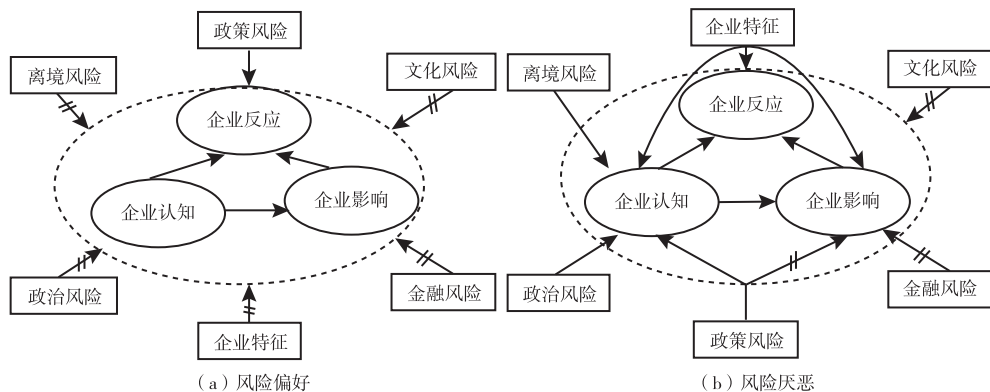 政策风险
离境风险
文化风险
企业反应
企业认知
企业影响
政治风险
金融风险
企业特征
（a）风险偏好
企业特征
离境风险
文化风险
企业反应
企业认知
企业影响
政治风险
金融风险
政策风险
（b）风险厌恶